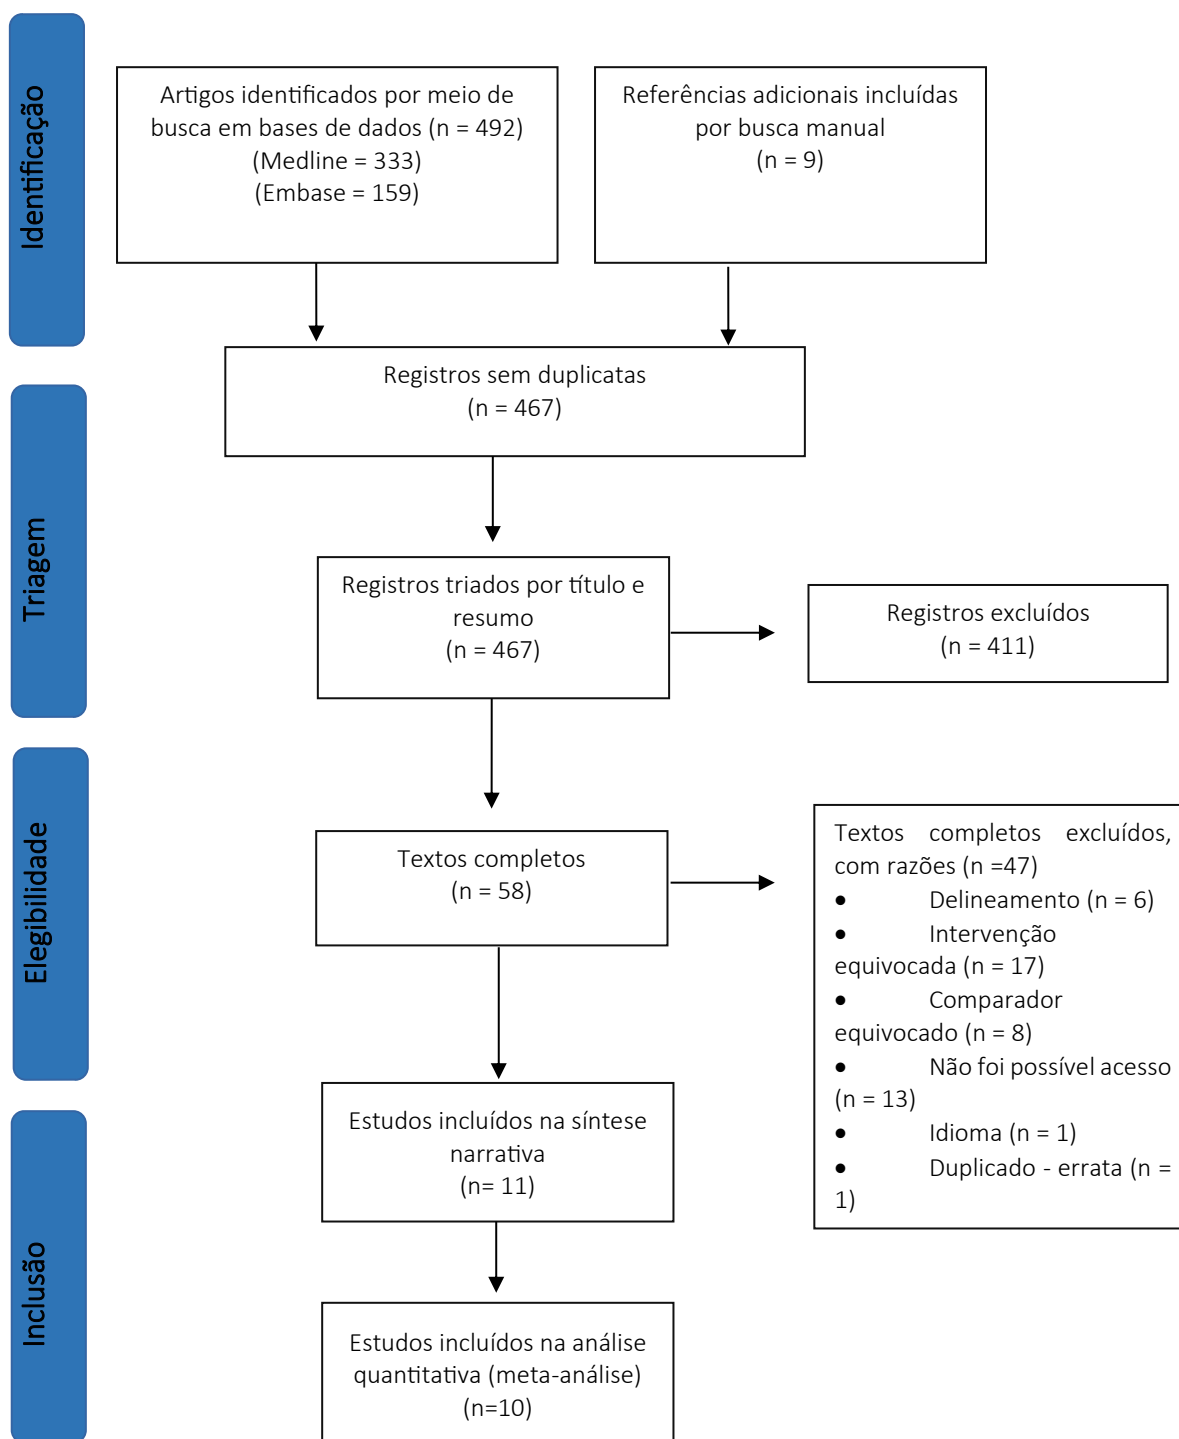 Identificação
Artigos identificados por meio de
busca em bases de dados (n = 492)
(Medline = 333)
(Embase = 159)
Referências adicionais incluídas
por busca manual
(n = 9)
Registros sem duplicatas
(n = 467)
Triagem
Registros triados por título e
resumo
(n = 467)
Registros excluídos
(n = 411)
Elegibilidade
Textos completos
(n = 58)
Textos completos excluídos,
com razões (n =47)
• Delineamento (n = 6)
• Intervenção
equivocada (n = 17)
• Comparador
equivocado (n = 8)
• Não foi possível acesso
(n = 13)
• Idioma (n = 1)
• Duplicado - errata (n =
1)
Inclusão
Estudos incluídos na síntese
narrativa
(n= 11)
Estudos incluídos na análise
quantitativa (meta-análise)
(n=10)